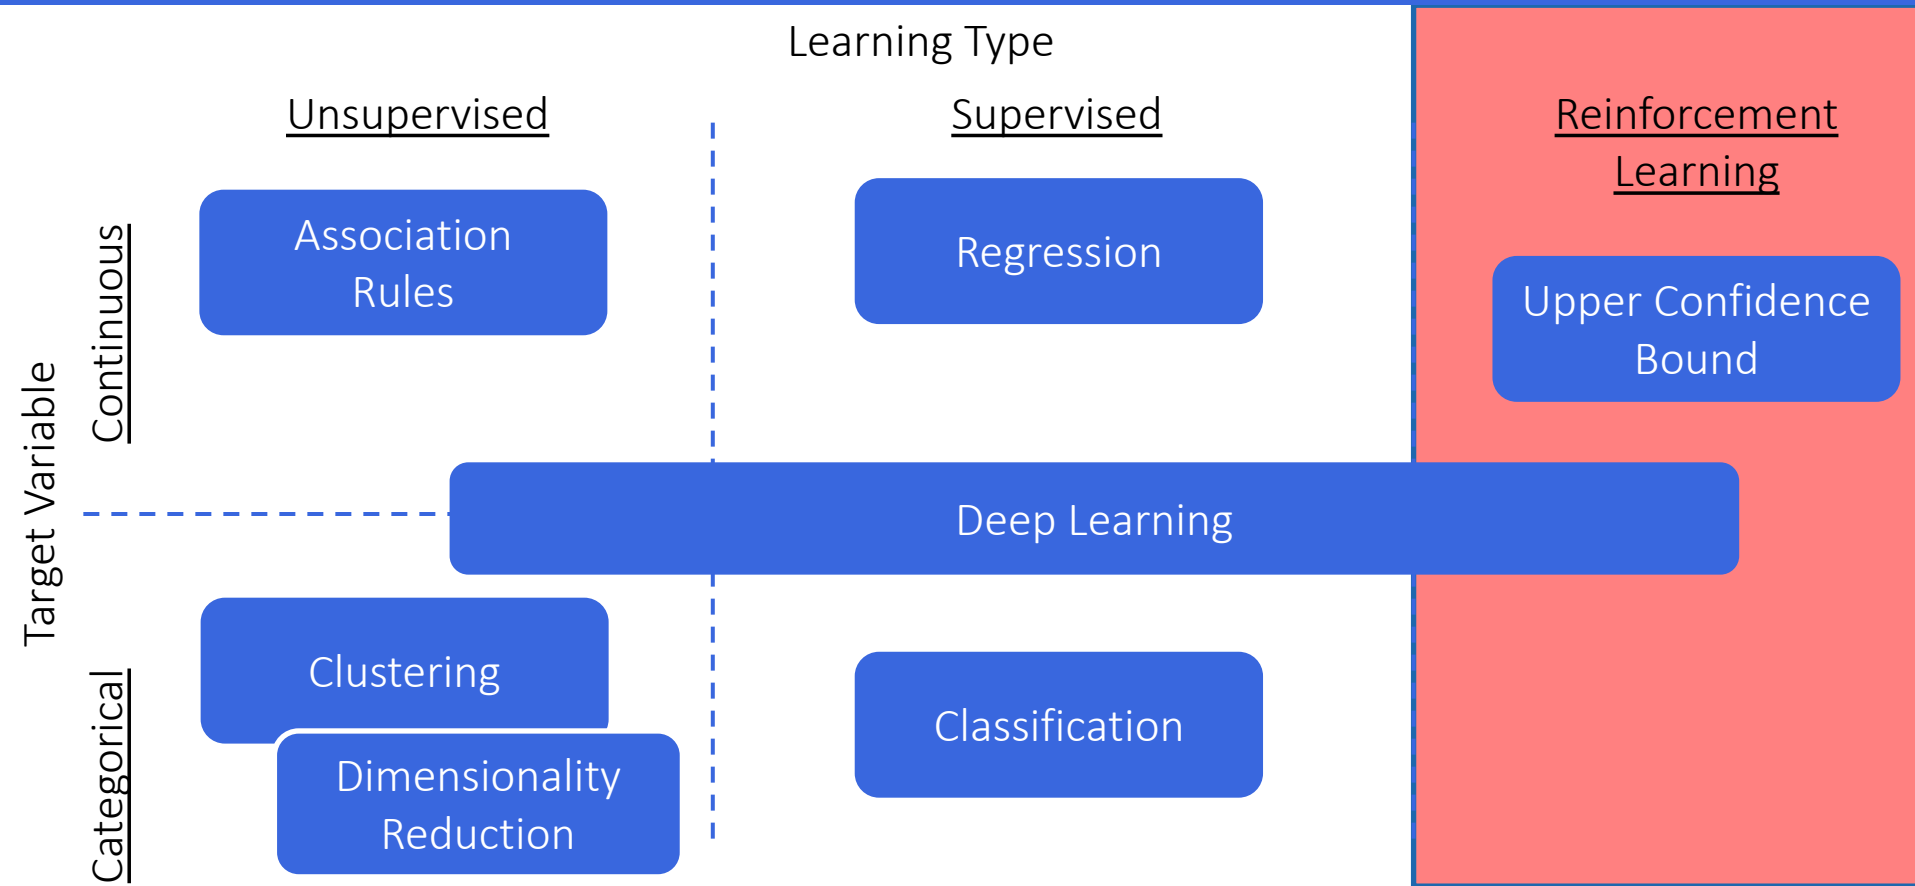 Learning Type
Unsupervised
Supervised
Reinforcement
Learning
Target Variable
Continuous
Association
Rules
Regression
Upper Confidence
Bound
Deep Learning
Categorical
Clustering
Dimensionality
Reduction
Classification